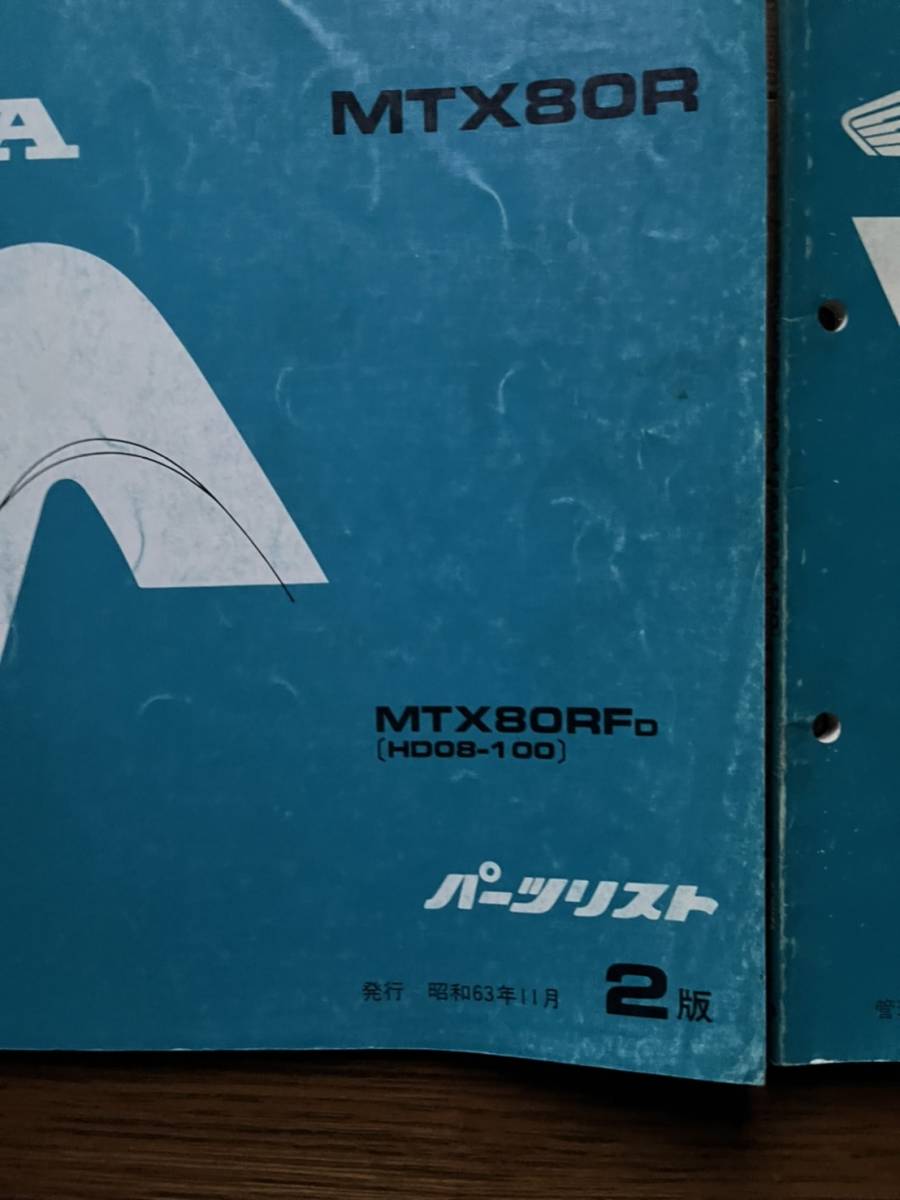 A
MTX80R
MTX80RFD
〔HD08-100〕
パーツリスト
発行 昭和63年11月 2版
管